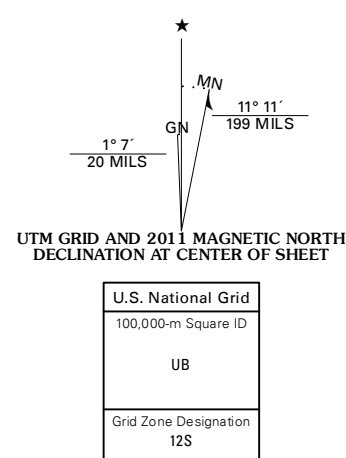 ★
MN
GN
11° 11´
199 MILS
1° 7´
20 MILS
UTM GRID AND 2011 MAGNETIC NORTH
DECLINATION AT CENTER OF SHEET
U.S. National Grid
100,000-m Square ID
UB
Grid Zone Designation
12S